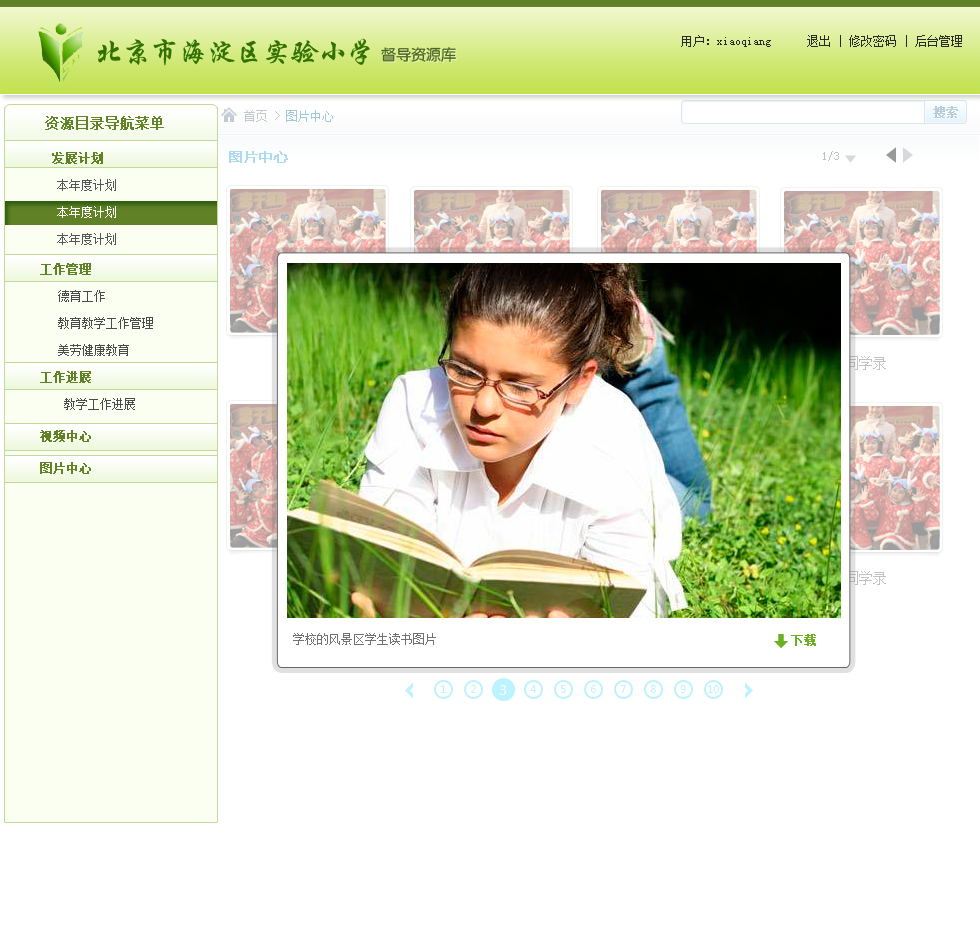 北京市海淀区实验小学 督导资源库
用户: xiaoqiang 退出 | 修改密码 | 后台管理
资源目录导航菜单
发展计划
本年度计划
本年度计划
本年度计划
工作管理
德育工作
教育教学工作管理
美劳健康教育
工作进展
教学工作进展
视频中心
图片中心
首页 > 图片中心
搜索
图片中心
1/3
同学录
同学录
学校的风景区学生读书图片
下载
1 2 3 4 5 6 7 8 9 10